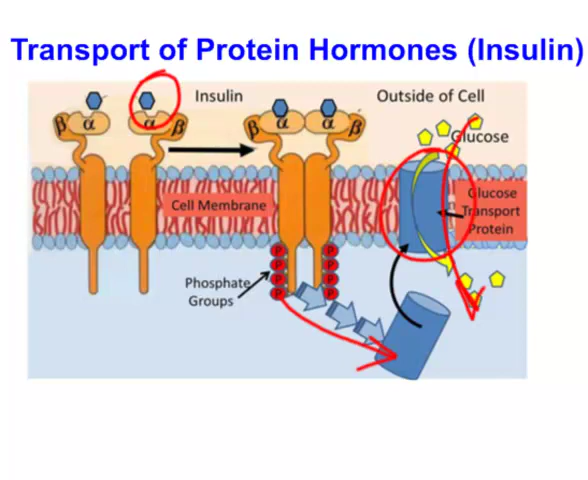 Transport of Protein Hormones (Insulin)
Insulin
Outside of Cell
β α α β β α α β
Glucose
Cell Membrane
Glucose
Transport
Protein
Phosphate
Groups
P P
P P
P P
P P